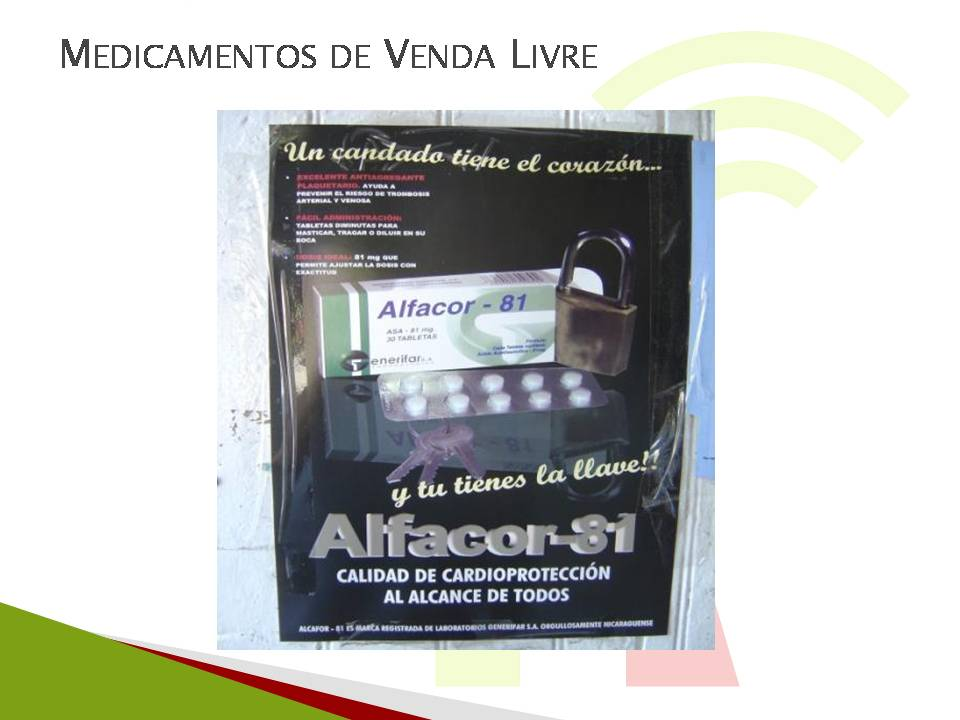 MEDICAMENTOS DE VENDA LIVRE
Un candado tiene el corazón...
• EXCELENTE ANTIAGREGANTE
PLAQUETARIO. AYUDA A
PREVENIR EL RIESGO DE TROMBOSIS
ARTERIAL Y VENOSA
• FÁCIL ADMINISTRACIÓN:
TABLETAS DIMINUTAS PARA
MASTICAR, TRAGAR O DILUIR EN SU
BOCA
• DOSIS IDEAL: 81 mg QUE
PERMITE AJUSTAR LA DOSIS CON
EXACTITUD
Alfacor - 81
ASA - 81 mg.
30 TABLETAS
Generifar S.A.
y tu tienes la llave!!
Alfacor-81
CALIDAD DE CARDIOPROTECCIÓN
AL ALCANCE DE TODOS
ALCAFOR - 81 ES MARCA REGISTRADA DE LABORATORIOS GENERIFAR S.A. ORGULLOSAMENTE NICARAGUENSE